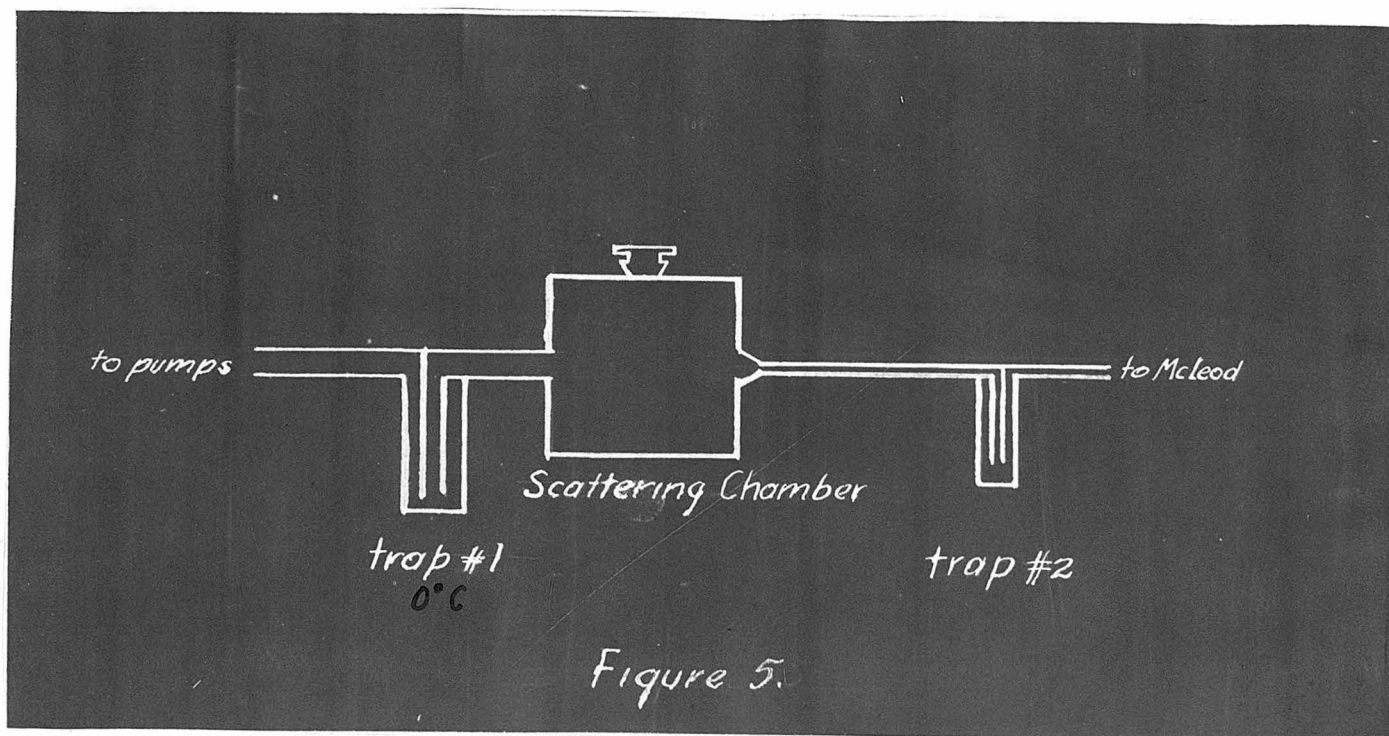 to pumps
to McLeod
Scattering Chamber
trap #1
0°C
trap #2
Figure 5.